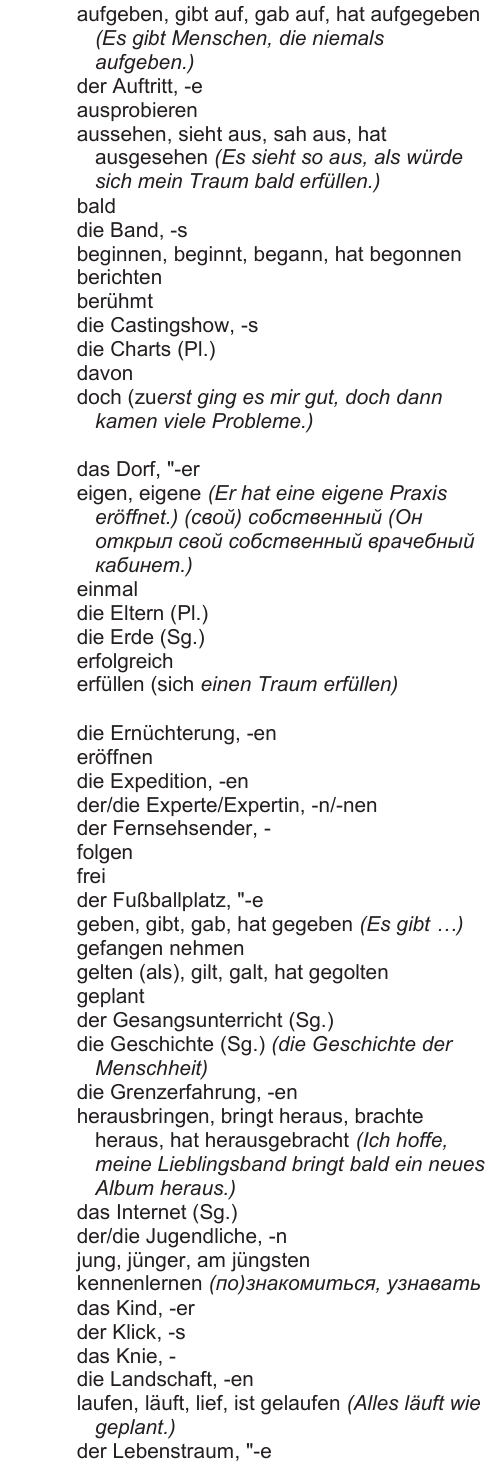 aufgeben, gibt auf, gab auf, hat aufgegeben
(Es gibt Menschen, die niemals
aufgeben.)
der Auftritt, -e
ausprobieren
aussehen, sieht aus, sah aus, hat
ausgesehen (Es sieht so aus, als würde
sich mein Traum bald erfüllen.)
bald
die Band, -s
beginnen, beginnt, begann, hat begonnen
berichten
berühmt
die Castingshow, -s
die Charts (Pl.)
davon
doch (zuerst ging es mir gut, doch dann
kamen viele Probleme.)
das Dorf, "-er
eigen, eigene (Er hat eine eigene Praxis
eröffnet.) (свой) собственный (Он
открыл свой собственный врачебный
кабинет.)
einmal
die Eltern (Pl.)
die Erde (Sg.)
erfolgreich
erfüllen (sich einen Traum erfüllen)
die Ernüchterung, -en
eröffnen
die Expedition, -en
der/die Experte/Expertin, -n/-nen
der Fernsehsender, -
folgen
frei
der Fußballplatz, "-e
geben, gibt, gab, hat gegeben (Es gibt …)
gefangen nehmen
gelten (als), gilt, galt, hat gegolten
geplant
der Gesangsunterricht (Sg.)
die Geschichte (Sg.) (die Geschichte der
Menschheit)
die Grenzerfahrung, -en
herausbringen, bringt heraus, brachte
heraus, hat herausgebracht (Ich hoffe,
meine Lieblingsband bringt bald ein neues
Album heraus.)
das Internet (Sg.)
der/die Jugendliche, -n
jung, jünger, am jüngsten
kennenlernen (по)знакомиться, узнавать
das Kind, -er
der Klick, -s
das Knie, -
die Landschaft, -en
laufen, läuft, lief, ist gelaufen (Alles läuft wie
geplant.)
der Lebenstraum, "-e